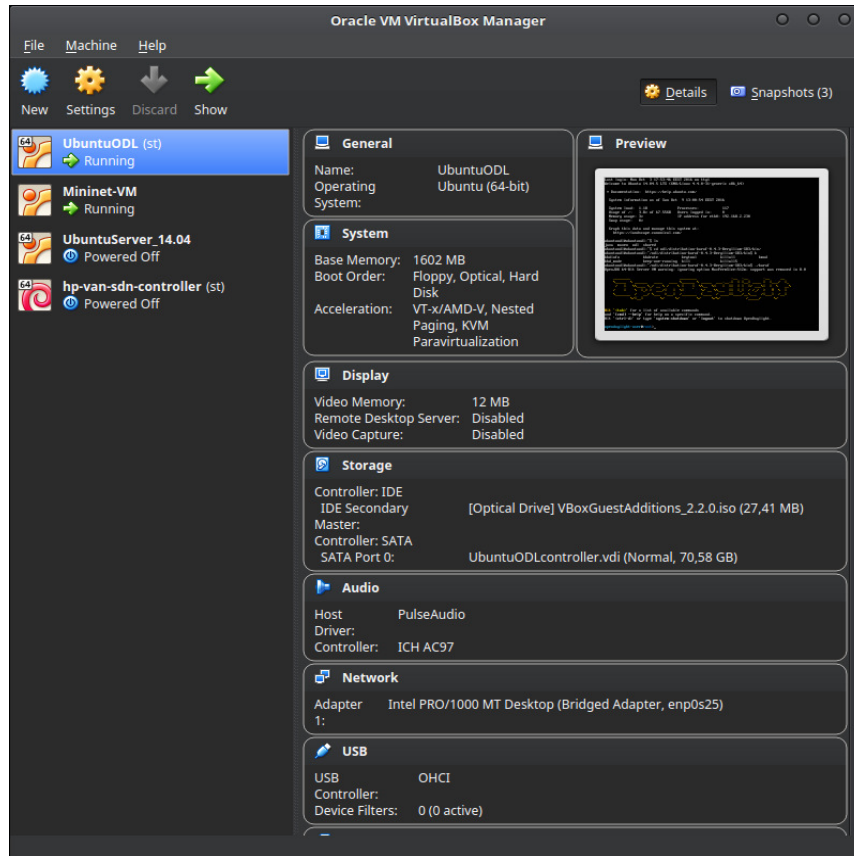 Oracle VM VirtualBox Manager
File Machine Help
New Settings Discard Show
Details Snapshots (3)
64 UbuntuODL (st)
Running
Mininet-VM
Running
64 UbuntuServer_14.04
Powered Off
64 hp-van-sdn-controller (st)
Powered Off
General
Name: UbuntuODL
Operating Ubuntu (64-bit)
System:
System
Base Memory: 1602 MB
Boot Order: Floppy, Optical, Hard
Disk
Acceleration: VT-x/AMD-V, Nested
Paging, KVM
Paravirtualization
Preview
OpenDaylight
Display
Video Memory: 12 MB
Remote Desktop Server: Disabled
Video Capture: Disabled
Storage
Controller: IDE
IDE Secondary [Optical Drive] VBoxGuestAdditions_2.2.0.iso (27,41 MB)
Master:
Controller: SATA
SATA Port 0: UbuntuODLcontroller.vdi (Normal, 70,58 GB)
Audio
Host PulseAudio
Driver:
Controller: ICH AC97
Network
Adapter Intel PRO/1000 MT Desktop (Bridged Adapter, enp0s25)
1:
USB
USB OHCI
Controller:
Device Filters: 0 (0 active)